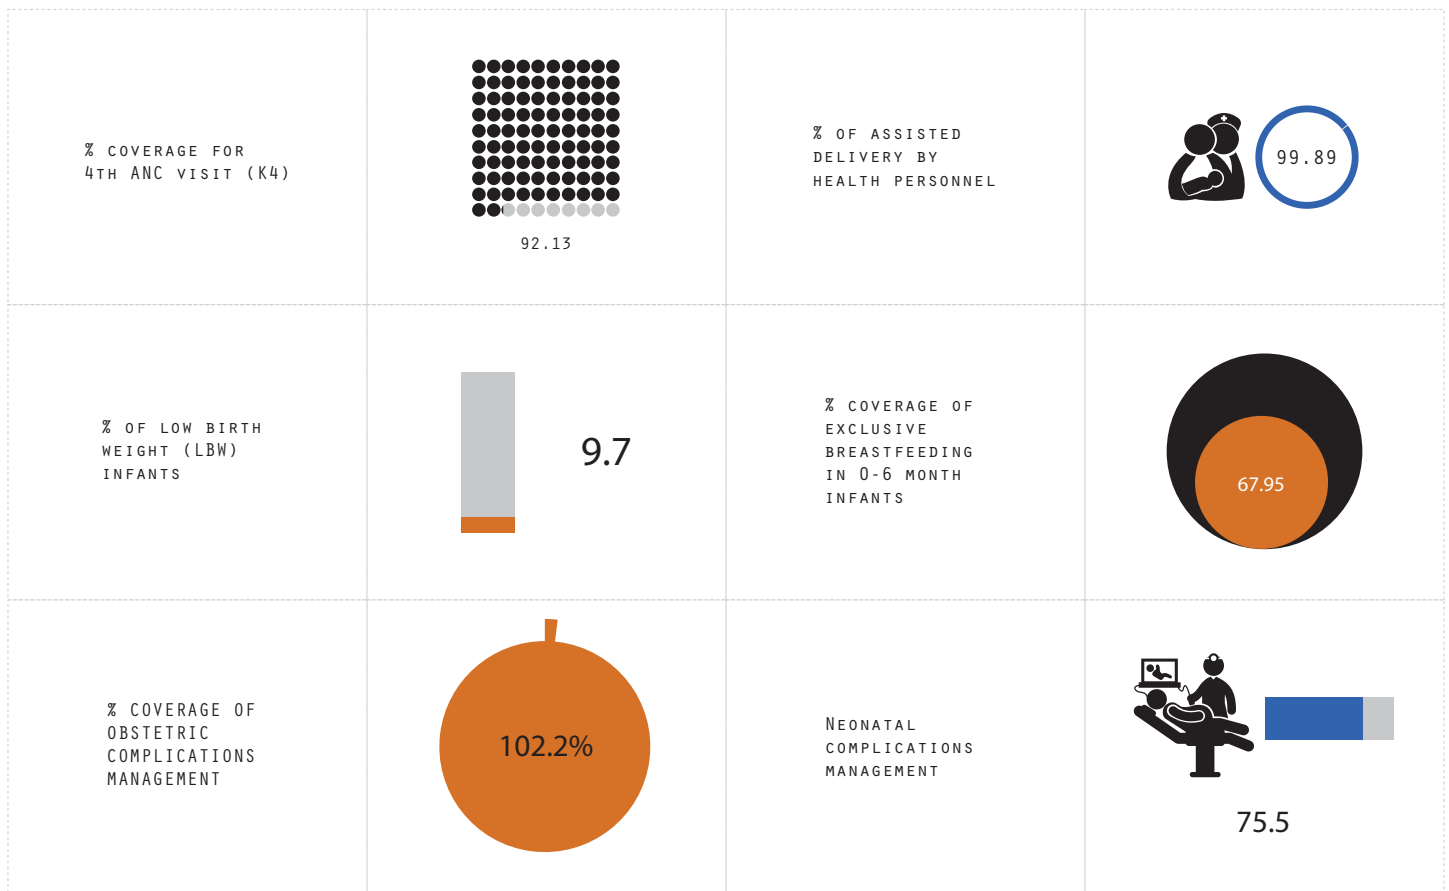 % COVERAGE FOR
4TH ANC VISIT (K4)
92.13
% OF ASSISTED
DELIVERY BY
HEALTH PERSONNEL
99.89
% OF LOW BIRTH
WEIGHT (LBW)
INFANTS
9.7
% COVERAGE OF
EXCLUSIVE
BREASTFEEDING
IN 0-6 MONTH
INFANTS
67.95
% COVERAGE OF
OBSTETRIC
COMPLICATIONS
MANAGEMENT
102.2%
NEONATAL
COMPLICATIONS
MANAGEMENT
75.5